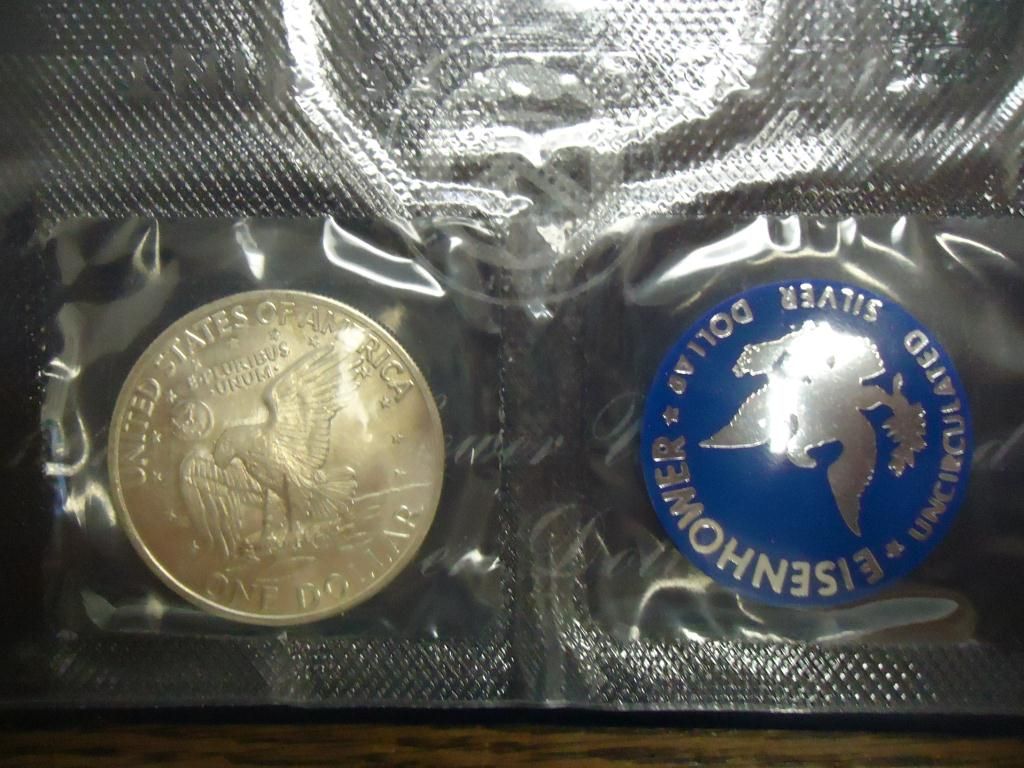 UNITED STATES OF AMERICA
E PLURIBUS
UNUM
ONE DOLLAR
EISENHOWER
UNCIRCULATED SILVER DOLLAR